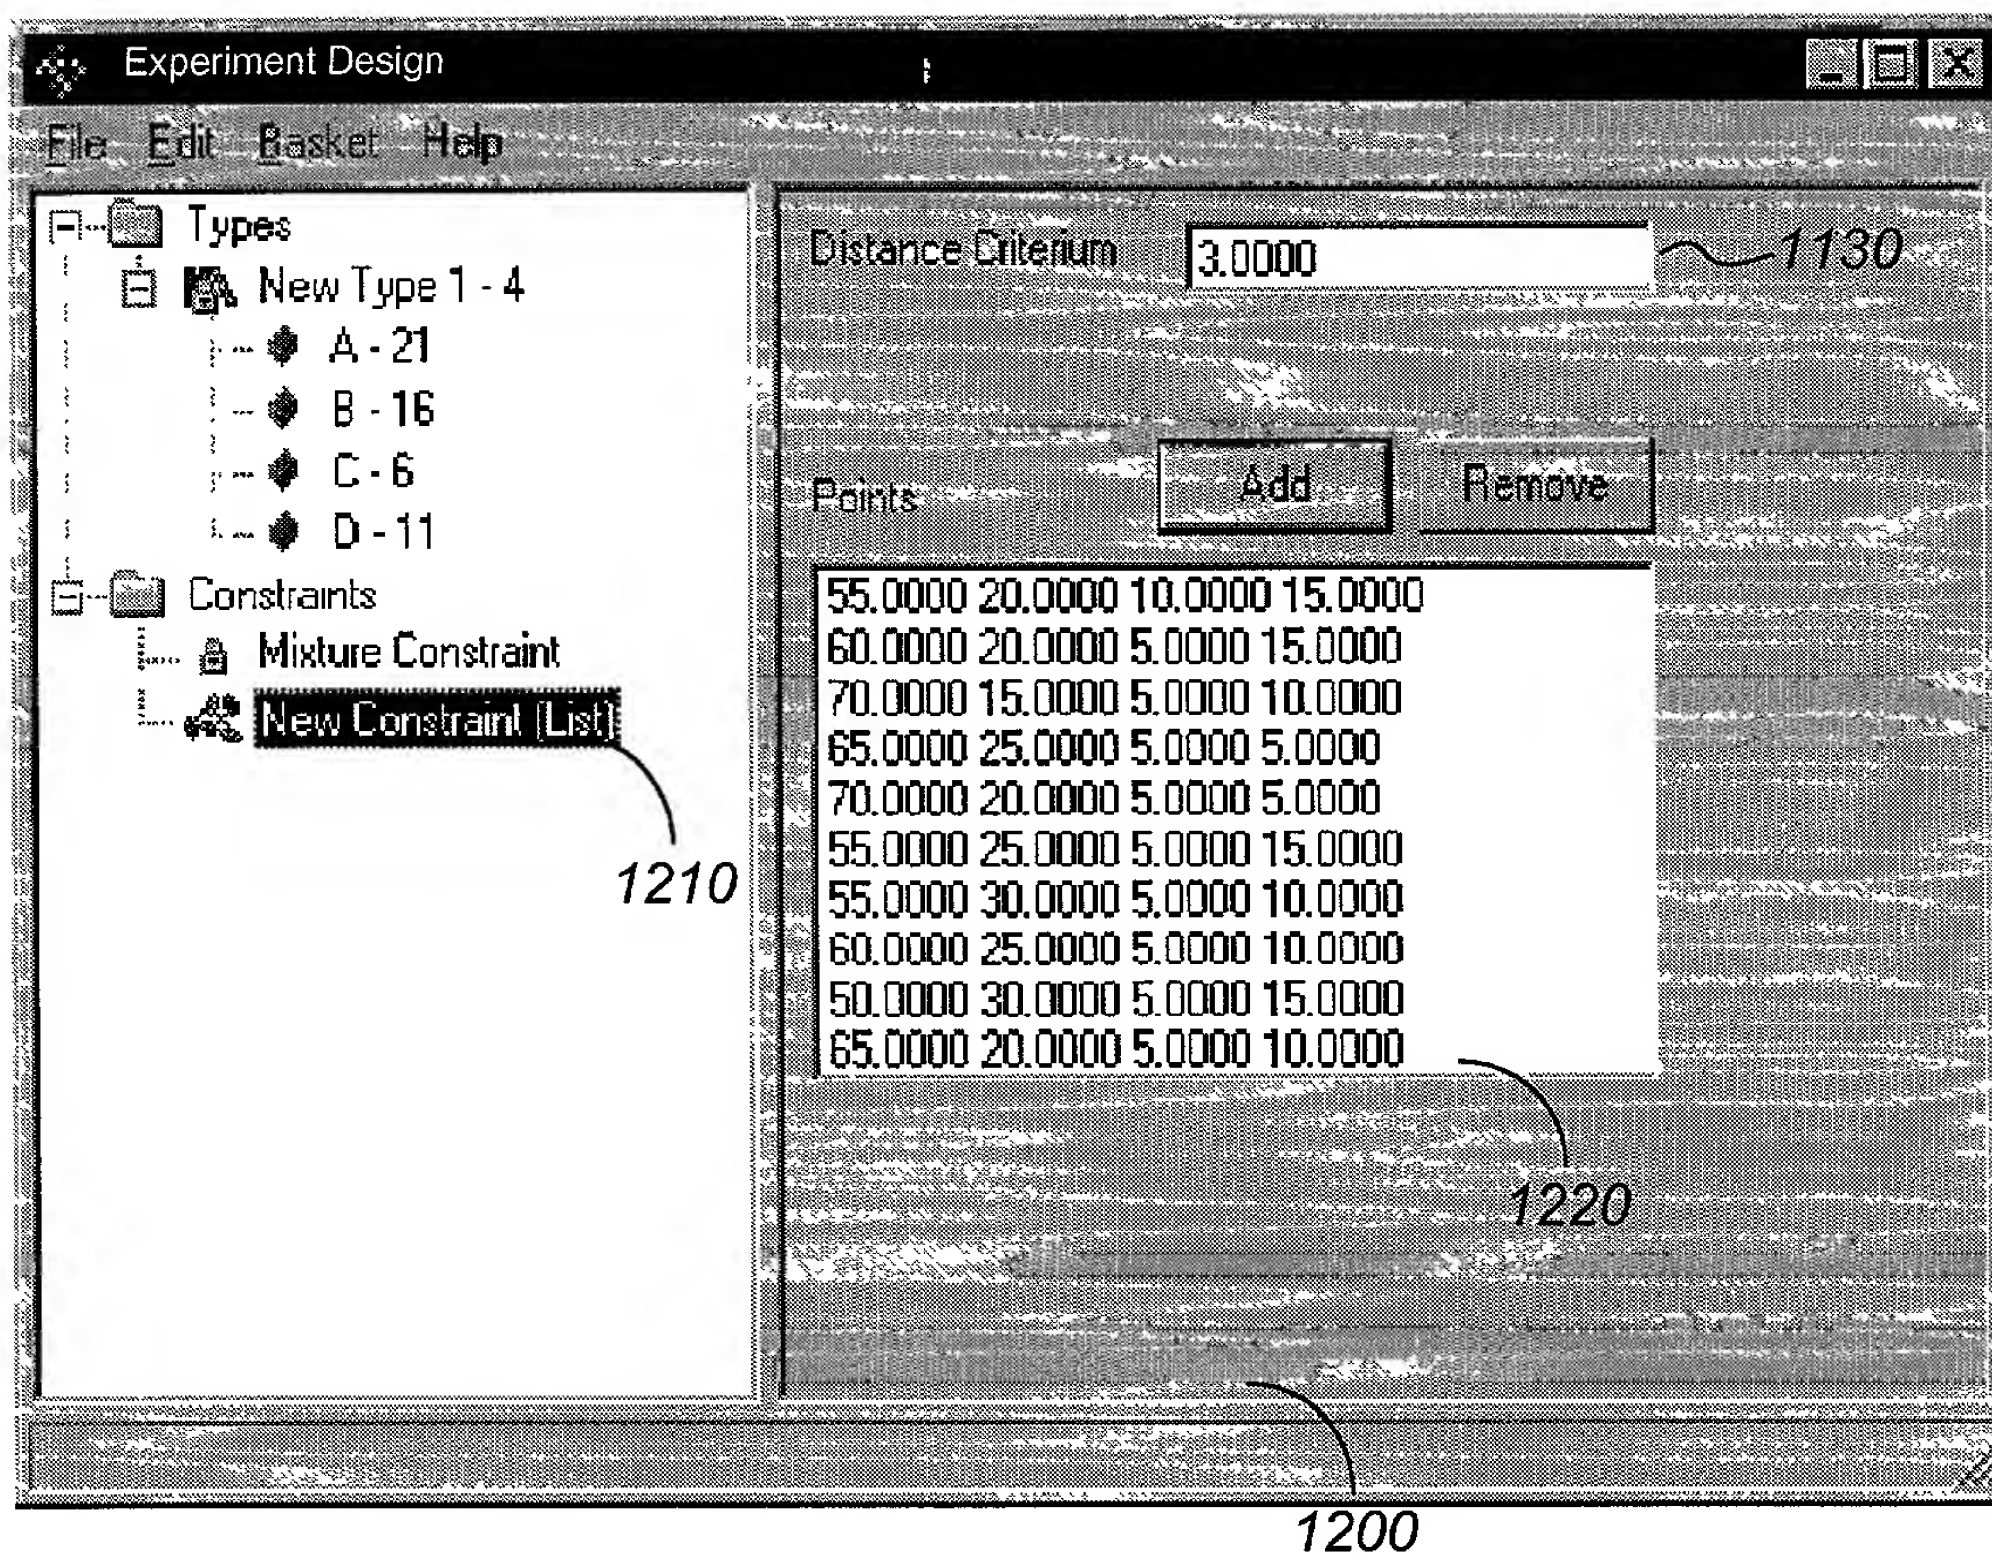 Experiment Design
File Edit Basket Help
Types
New Type 1 - 4
A - 21
B - 16
C - 6
D - 11
Constraints
Mixture Constraint
New Constraint (List)
1210
Distance Criterium 3.0000 1130
Points Add Remove
55.0000 20.0000 10.0000 15.0000
60.0000 20.0000 5.0000 15.0000
70.0000 15.0000 5.0000 10.0000
65.0000 25.0000 5.0000 5.0000
70.0000 20.0000 5.0000 5.0000
55.0000 25.0000 5.0000 15.0000
55.0000 30.0000 5.0000 10.0000
60.0000 25.0000 5.0000 10.0000
50.0000 30.0000 5.0000 15.0000
65.0000 20.0000 5.0000 10.0000
1220
1200